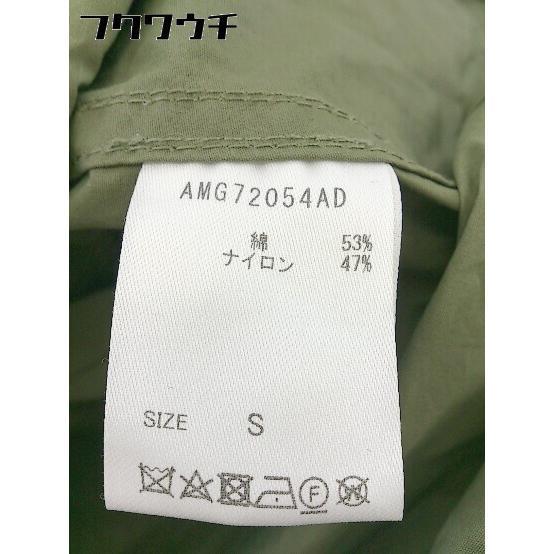 フクワウチ
AMG72054AD
綿 53%
ナイロン 47%
SIZE S
F